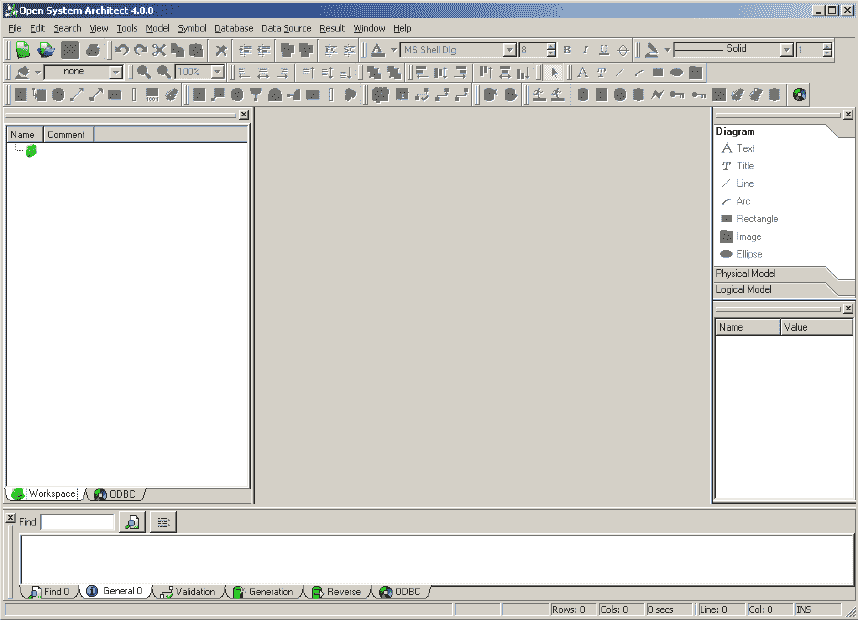 Open System Architect 4.0.0
File Edit Search View Tools Model Symbol Database Data Source Result Window Help
MS Shell Dlg 8 B I U Solid 1
none 100%
Name Comment
Workspace ODBC
Diagram
Text
Title
Line
Arc
Rectangle
Image
Ellipse
Physical Model
Logical Model
Name Value
Find
Find 0 General 0 Validation Generation Reverse ODBC
Rows: 0 Cols: 0 0 secs Line: 0 Col: 0 INS